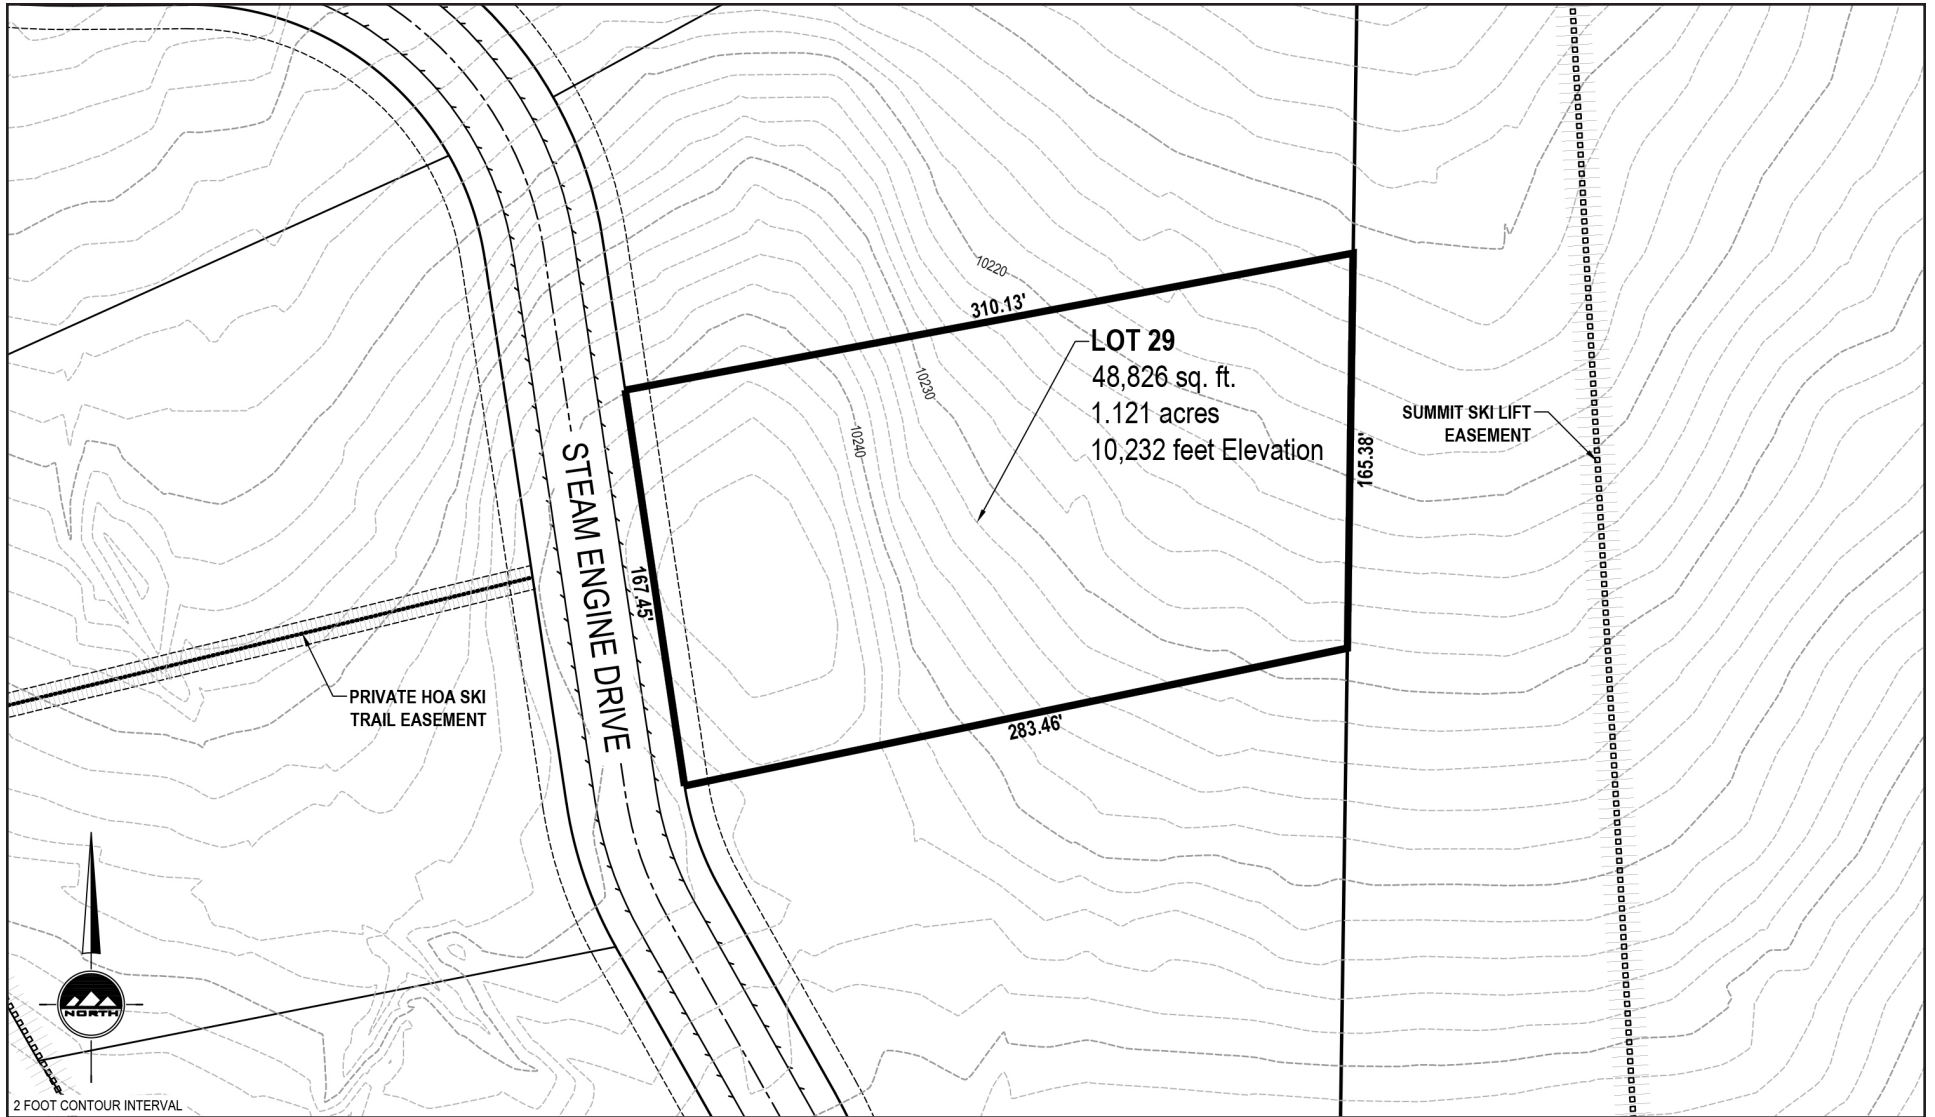 10220
310.13'
LOT 29
48,826 sq. ft.
1.121 acres
10,232 feet Elevation
10230
10240
SUMMIT SKI LIFT
EASEMENT
165.38'
STEAM ENGINE DRIVE
167.45'
PRIVATE HOA SKI
TRAIL EASEMENT
283.46'
NORTH
2 FOOT CONTOUR INTERVAL